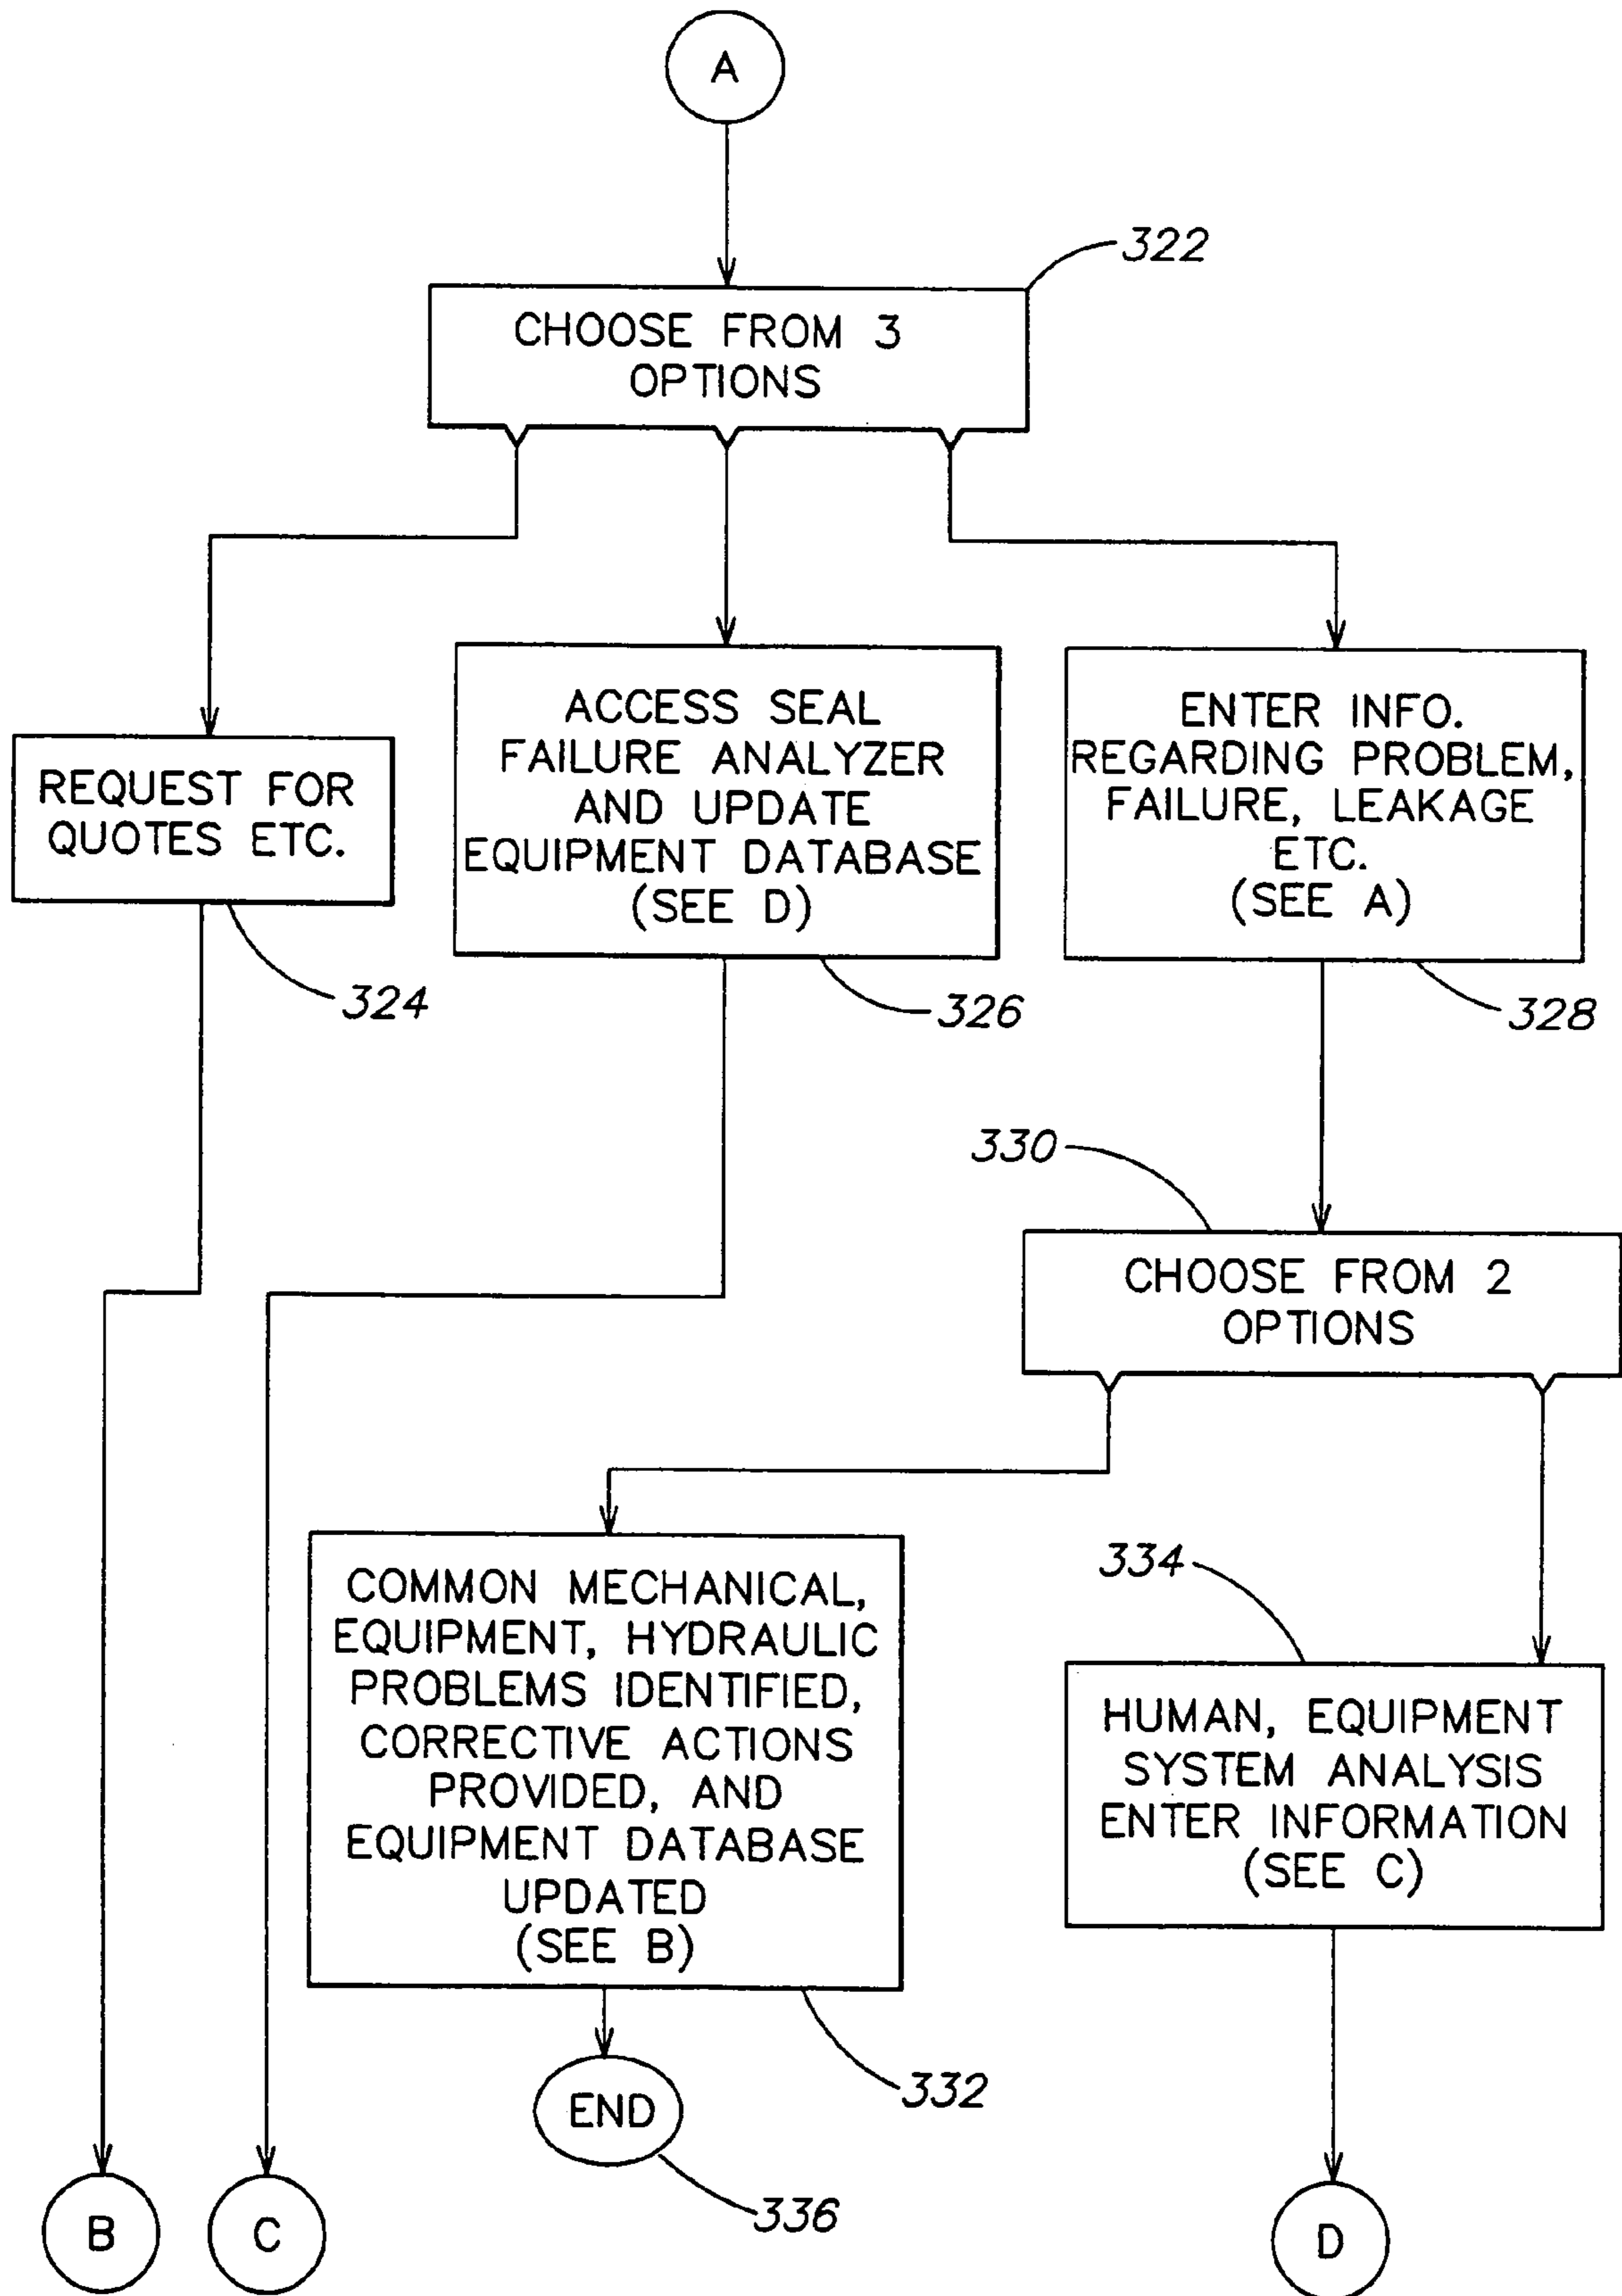 A
322
CHOOSE FROM 3
OPTIONS
REQUEST FOR
QUOTES ETC.
324
ACCESS SEAL
FAILURE ANALYZER
AND UPDATE
EQUIPMENT DATABASE
(SEE D)
326
ENTER INFO.
REGARDING PROBLEM,
FAILURE, LEAKAGE
ETC.
(SEE A)
328
330
CHOOSE FROM 2
OPTIONS
COMMON MECHANICAL,
EQUIPMENT, HYDRAULIC
PROBLEMS IDENTIFIED,
CORRECTIVE ACTIONS
PROVIDED, AND
EQUIPMENT DATABASE
UPDATED
(SEE B)
332
334
HUMAN, EQUIPMENT
SYSTEM ANALYSIS
ENTER INFORMATION
(SEE C)
END
336
B
C
D